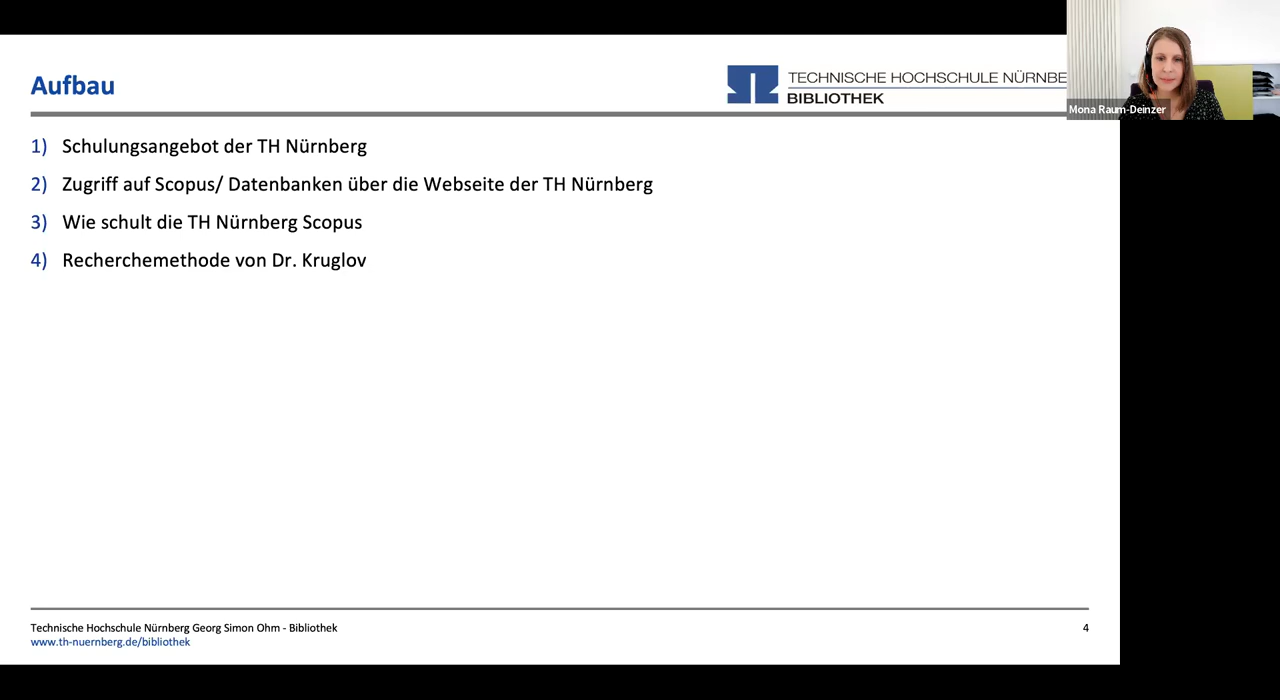 Aufbau
TECHNISCHE HOCHSCHULE NÜRNBE
BIBLIOTHEK
Mona Raum-Deinzer
1) Schulungsangebot der TH Nürnberg
2) Zugriff auf Scopus/ Datenbanken über die Webseite der TH Nürnberg
3) Wie schult die TH Nürnberg Scopus
4) Recherchemethode von Dr. Kruglov
Technische Hochschule Nürnberg Georg Simon Ohm - Bibliothek
www.th-nuernberg.de/bibliothek
4